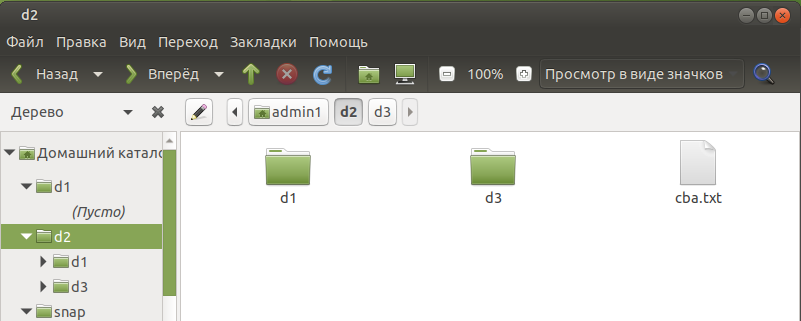 d2
Файл Правка Вид Переход Закладки Помощь
Назад Вперёд 100% Просмотр в виде значков
Дерево admin1 d2 d3
Домашний катало
d1
(Пусто)
d2
d1
d3
snap
d1 d3 cba.txt